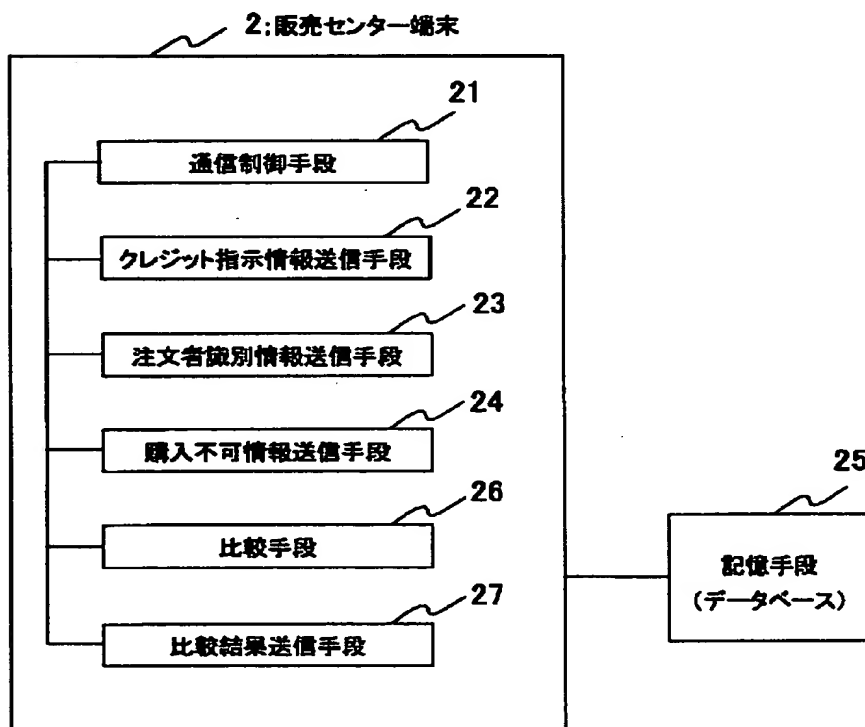 2;販売センター端末
21
通信制御手段
22
クレジット指示情報送信手段
23
注文者識別情報送信手段
24
購入不可情報送信手段
25
記憶手段
(データベース)
26
比較手段
27
比較結果送信手段